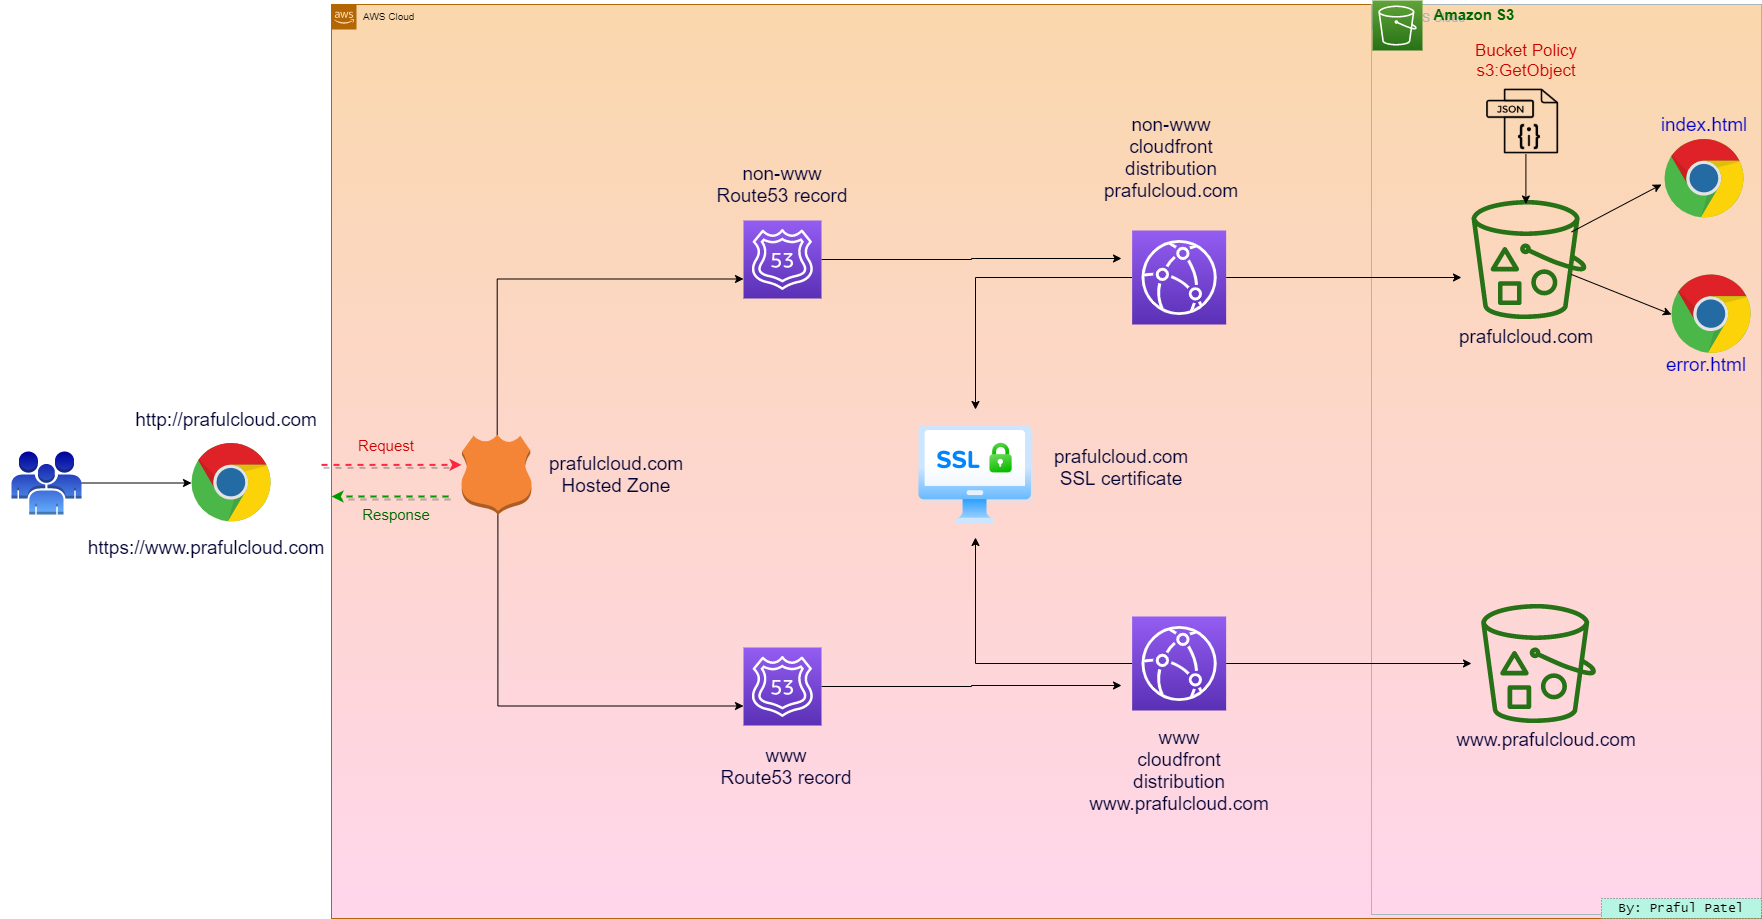 aws
AWS Cloud
Amazon S3
Bucket Policy
s3:GetObject
JSON
{i}
index.html
non-www
cloudfront
distribution
prafulcloud.com
non-www
Route53 record
53
prafulcloud.com
error.html
http://prafulcloud.com
Request
prafulcloud.com
Hosted Zone
SSL
prafulcloud.com
SSL certificate
Response
https://www.prafulcloud.com
53
www
Route53 record
www
cloudfront
distribution
www.prafulcloud.com
www.prafulcloud.com
By: Praful Patel